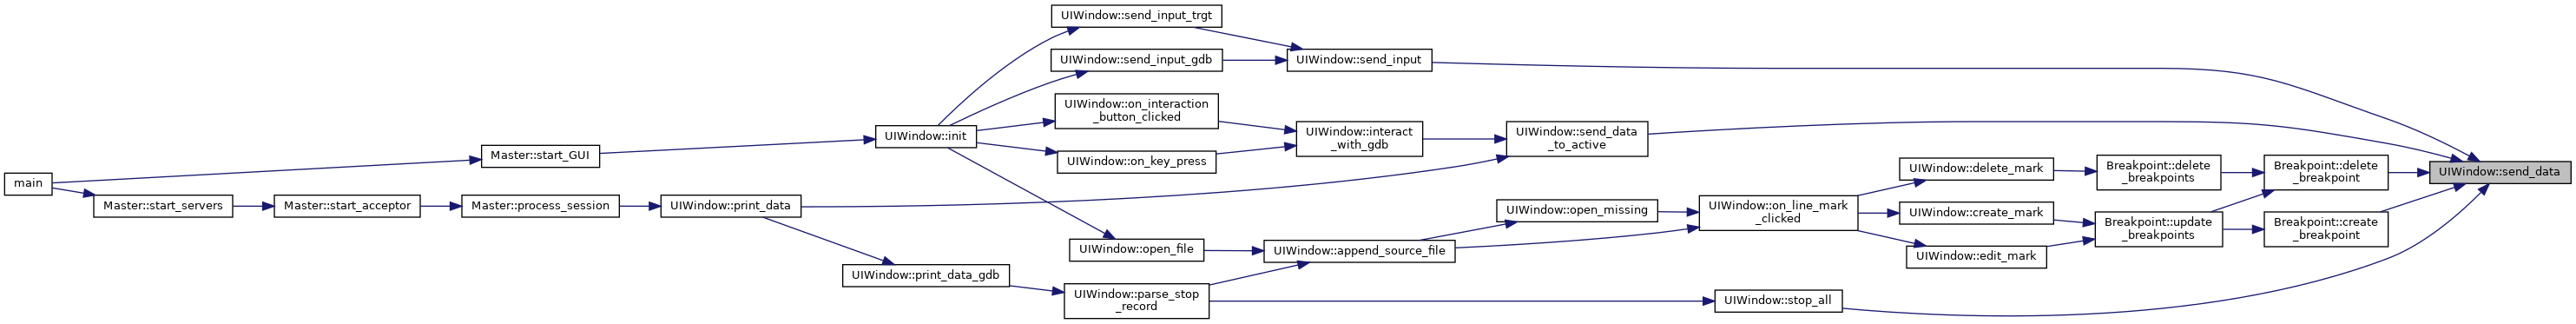 main
Master::start_GUI
Master::start_servers
Master::start_acceptor
Master::process_session
UIWindow::print_data
UIWindow::print_data_gdb
UIWindow::init
UIWindow::send_input_trgt
UIWindow::send_input_gdb
UIWindow::on_interaction
_button_clicked
UIWindow::on_key_press
UIWindow::open_file
UIWindow::parse_stop
_record
UIWindow::send_input
UIWindow::interact
_with_gdb
UIWindow::append_source_file
UIWindow::send_data
_to_active
UIWindow::open_missing
UIWindow::on_line_mark
_clicked
UIWindow::stop_all
UIWindow::delete_mark
UIWindow::create_mark
UIWindow::edit_mark
Breakpoint::delete
_breakpoints
Breakpoint::update
_breakpoints
Breakpoint::delete
_breakpoint
Breakpoint::create
_breakpoint
UIWindow::send_data